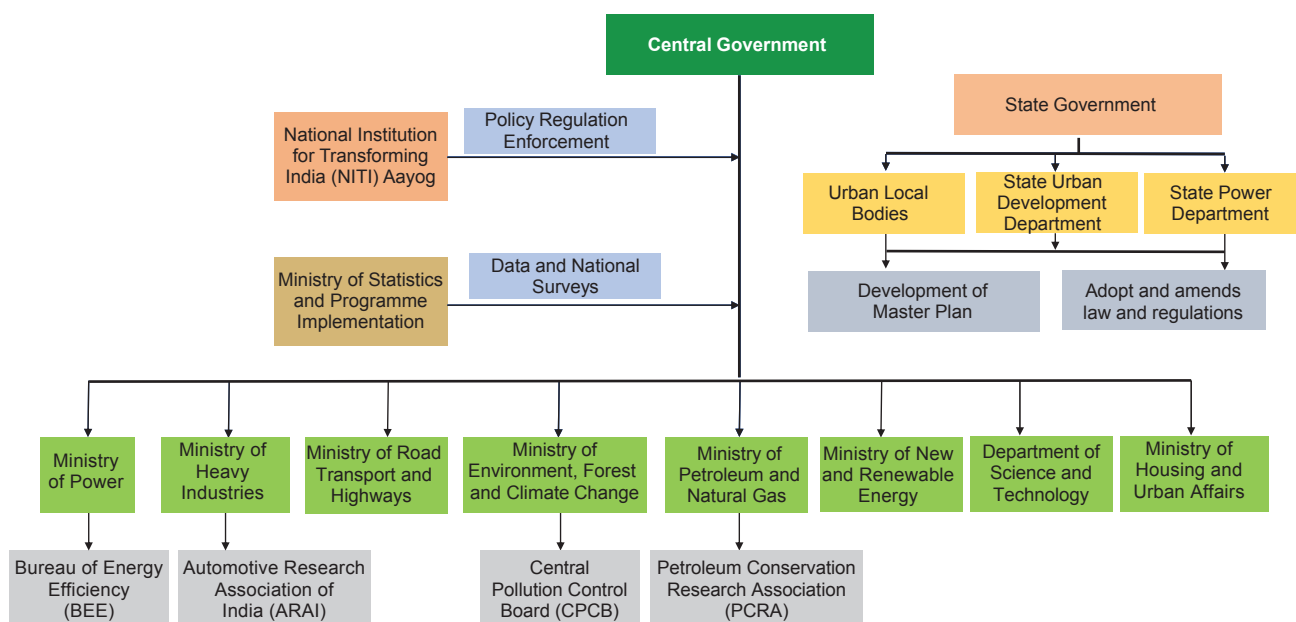 Central Government
State Government
National Institution
for Transforming
India (NITI) Aayog
Policy Regulation
Enforcement
Urban Local
Bodies
State Urban
Development
Department
State Power
Department
Ministry of Statistics
and Programme
Implementation
Data and National
Surveys
Development of
Master Plan
Adopt and amends
law and regulations
Ministry
of Power
Ministry of
Heavy
Industries
Ministry of Road
Transport and
Highways
Ministry of
Environment, Forest
and Climate Change
Ministry of
Petroleum and
Natural Gas
Ministry of New
and Renewable
Energy
Department of
Science and
Technology
Ministry of
Housing and
Urban Affairs
Bureau of Energy
Efficiency
(BEE)
Automotive Research
Association of
India (ARAI)
Central
Pollution Control
Board (CPCB)
Petroleum Conservation
Research Association
(PCRA)